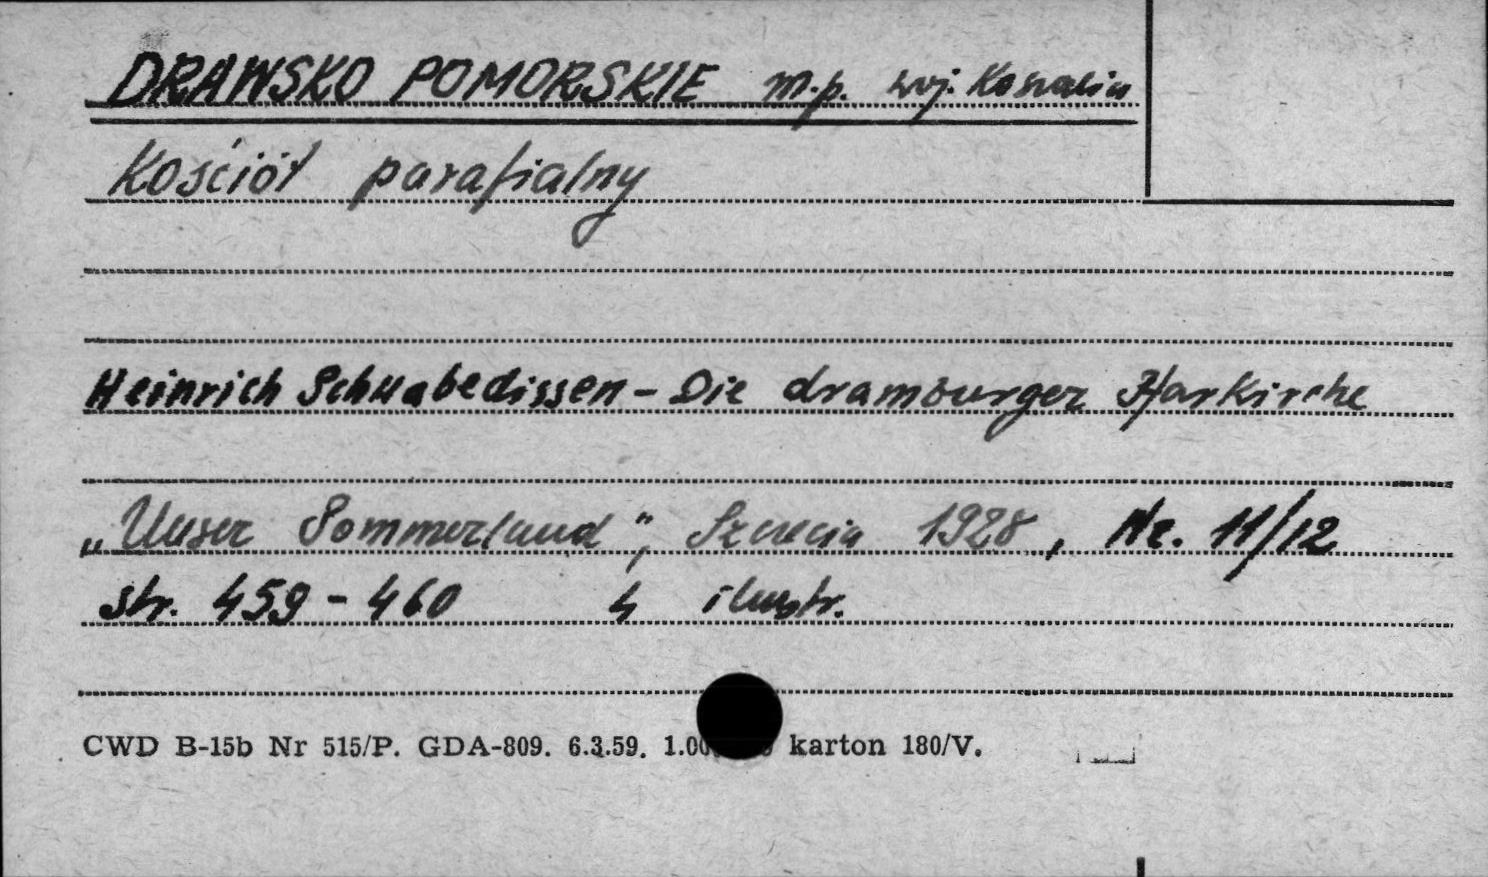 DRAWSKO POMORSKIE m.p. woj. Koszalin
Kościół parafialny
Heinrich Schwabedissen - Die dramburger Pfarkirche
„Unser Pommerland", Szczecin 1928, Nr. 11/12
str. 459 - 460 4 ilustr.
CWD B-15b Nr 515/P. GDA-809. 6.3.59. karton 180/V.